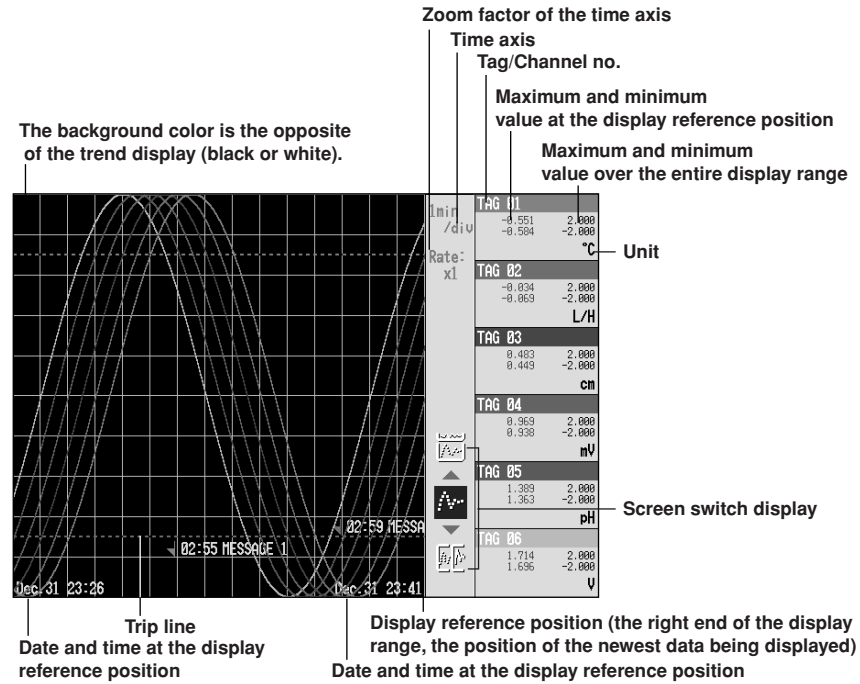 Zoom factor of the time axis
Time axis
Tag/Channel no.
Maximum and minimum
value at the display reference position
The background color is the opposite
of the trend display (black or white).
Maximum and minimum
value over the entire display range
1min
/div
Rate:
x1
TAG 01
-0.551 2.000
-0.584 -2.000
°C
Unit
TAG 02
-0.034 2.000
-0.069 -2.000
L/H
TAG 03
0.483 2.000
0.449 -2.000
cm
TAG 04
0.969 2.000
0.938 -2.000
mV
TAG 05
1.389 2.000
1.363 -2.000
pH
Screen switch display
TAG 06
1.714 2.000
1.696 -2.000
V
02:59 MESSA
02:55 MESSAGE 1
Dec.31 23:26
Dec.31 23:41
Trip line
Date and time at the display
reference position
Display reference position (the right end of the display
range, the position of the newest data being displayed)
Date and time at the display reference position